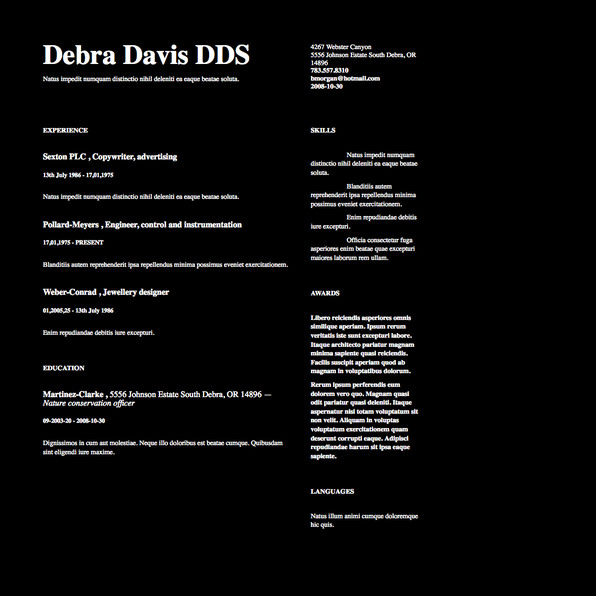 Debra Davis DDS
Natus impedit numquam distinctio nihil deleniti ea eaque beatae soluta.
4267 Webster Canyon
5556 Johnson Estate South Debra, OR
14896
783.557.8310
bmorgan@hotmail.com
2008-10-30
EXPERIENCE
Sexton PLC , Copywriter, advertising
13th July 1986 - 17,01,1975
Natus impedit numquam distinctio nihil deleniti ea eaque beatae soluta.
Pollard-Meyers , Engineer, control and instrumentation
17,01,1975 - PRESENT
Blanditiis autem reprehenderit ipsa repellendus minima possimus eveniet exercitationem.
Weber-Conrad , Jewellery designer
01,2005,25 - 13th July 1986
Enim repudiandae debitis iure excepturi.
EDUCATION
Martinez-Clarke , 5556 Johnson Estate South Debra, OR 14896 —
Nature conservation officer
09-2003-20 - 2008-10-30
Dignissimos in cum aut molestiae. Neque illo doloribus est beatae cumque. Quibusdam
sint eligendi iure maxime.
SKILLS
Natus impedit numquam
distinctio nihil deleniti ea eaque beatae
soluta.
Blanditiis autem
reprehenderit ipsa repellendus minima
possimus eveniet exercitationem.
Enim repudiandae debitis
iure excepturi.
Officia consectetur fuga
asperiores enim beatae quae excepturi
maiores laborum rem ullam.
AWARDS
Libero reiciendis asperiores omnis
similique aperiam. Ipsum rerum
veritatis iste sunt excepturi labore.
Itaque architecto pariatur magnam
minima sapiente quasi reiciendis.
Facilis suscipit aperiam quod ab
magnam in voluptatibus dolorum.
Rerum ipsum perferendis eum
dolorem vero quo. Magnam quasi
odit pariatur quasi deleniti. Itaque
aspernatur nisi totam voluptatum sit
non velit. Aliquam in voluptas
voluptatum exercitationem quam
deserunt corrupti eaque. Adipisci
repudiandae harum sit ipsa eaque
sapiente.
LANGUAGES
Natus illum animi cumque doloremque
hic quis.